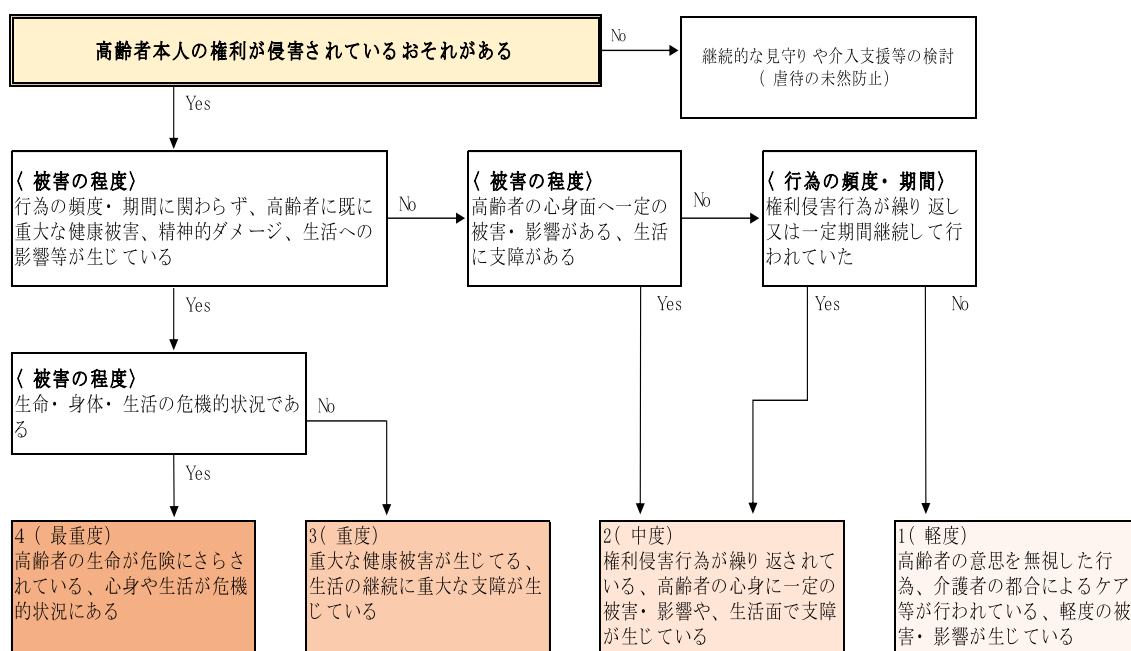 高齢者本人の権利が侵害されているおそれがある
No
継続的な見守りや介入支援等の検討
(虐待の未然防止)
Yes
〈被害の程度〉
行為の頻度・期間に関わらず、高齢者に既に
重大な健康被害、精神的ダメージ、生活への
影響等が生じている
No
〈被害の程度〉
高齢者の心身面へ一定の
被害・影響がある、生活
に支障がある
No
〈行為の頻度・期間〉
権利侵害行為が繰り返し
又は一定期間継続して行
われていた
Yes
Yes
Yes
No
〈被害の程度〉
生命・身体・生活の危機的状況であ
る
No
Yes
4(最重度)
高齢者の生命が危険にさらさ
れている、心身や生活が危機
的状況にある
3(重度)
重大な健康被害が生じてる、
生活の継続に重大な支障が生
じている
2(中度)
権利侵害行為が繰り返されて
いる、高齢者の心身に一定の
被害・影響や、生活面で支障
が生じている
1(軽度)
高齢者の意思を無視した行
為、介護者の都合によるケア
等が行われている、軽度の被
害・影響が生じている